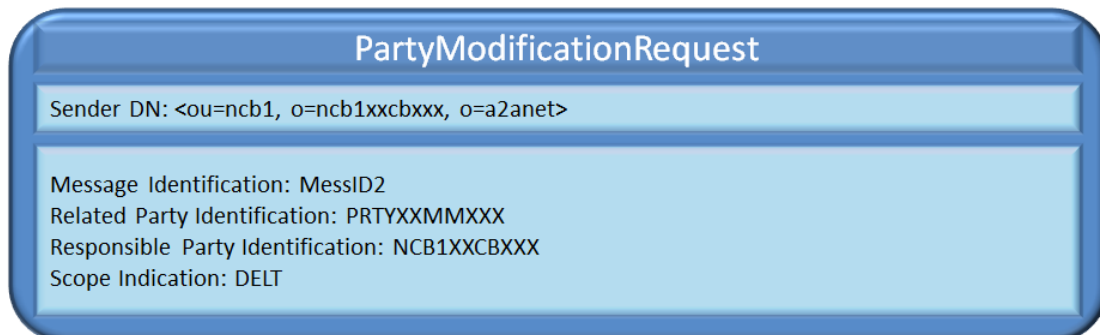 PartyModificationRequest
Sender DN: <ou=ncb1, o=ncb1xxcbxxx, o=a2anet>
Message Identification: MessID2
Related Party Identification: PRTYXXMMXXX
Responsible Party Identification: NCB1XXCBXXX
Scope Indication: DELT